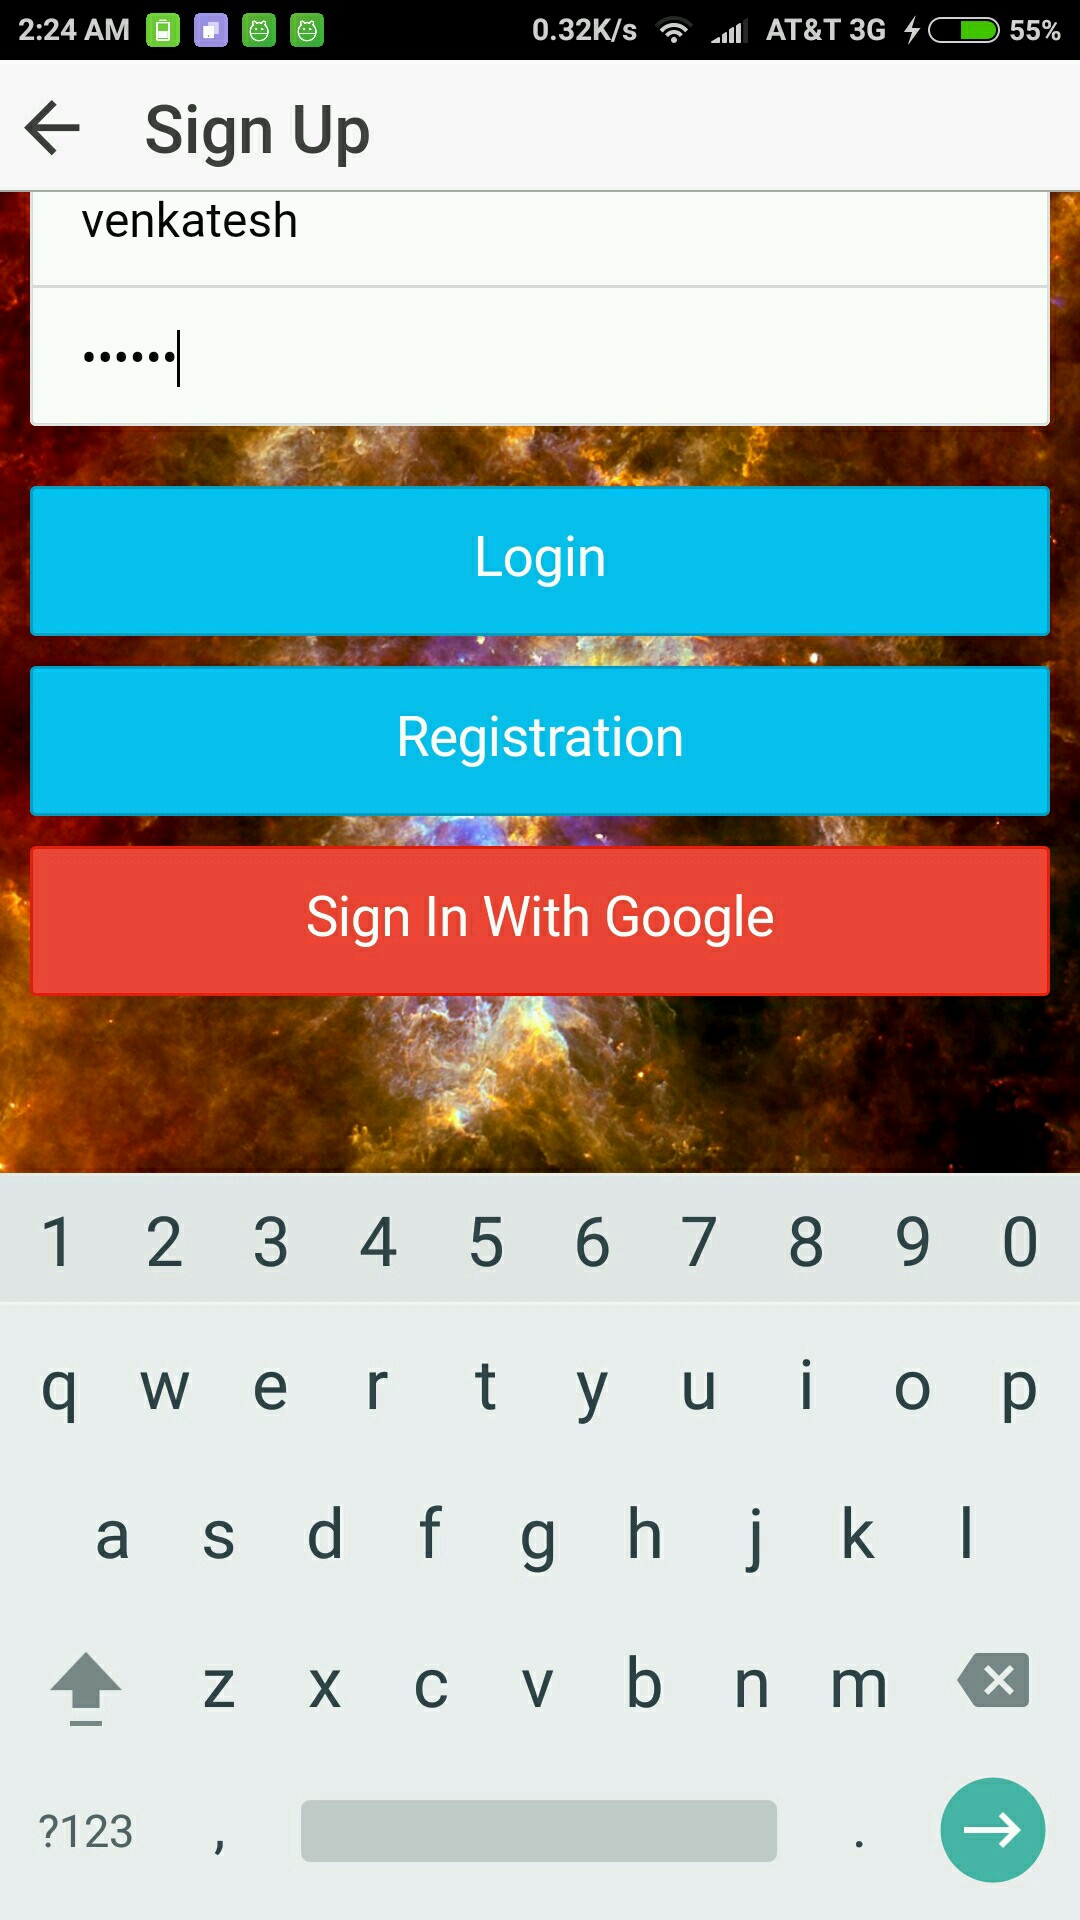 2:24 AM 0.32K/s AT&T 3G 55%
Sign Up
venkatesh
••••••
Login
Registration
Sign In With Google
1 2 3 4 5 6 7 8 9 0
q w e r t y u i o p
a s d f g h j k l
z x c v b n m
?123 , .